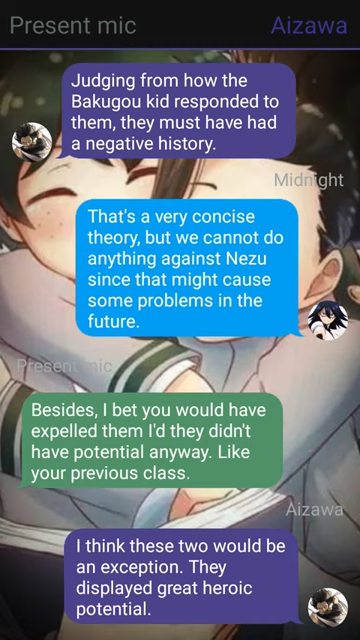 Present mic
Aizawa
Judging from how the
Bakugou kid responded to
them, they must have had
a negative history.
Midnight
That's a very concise
theory, but we cannot do
anything against Nezu
since that might cause
some problems in the
future.
Present mic
Besides, I bet you would have
expelled them I'd they didn't
have potential anyway. Like
your previous class.
Aizawa
I think these two would be
an exception. They
displayed great heroic
potential.